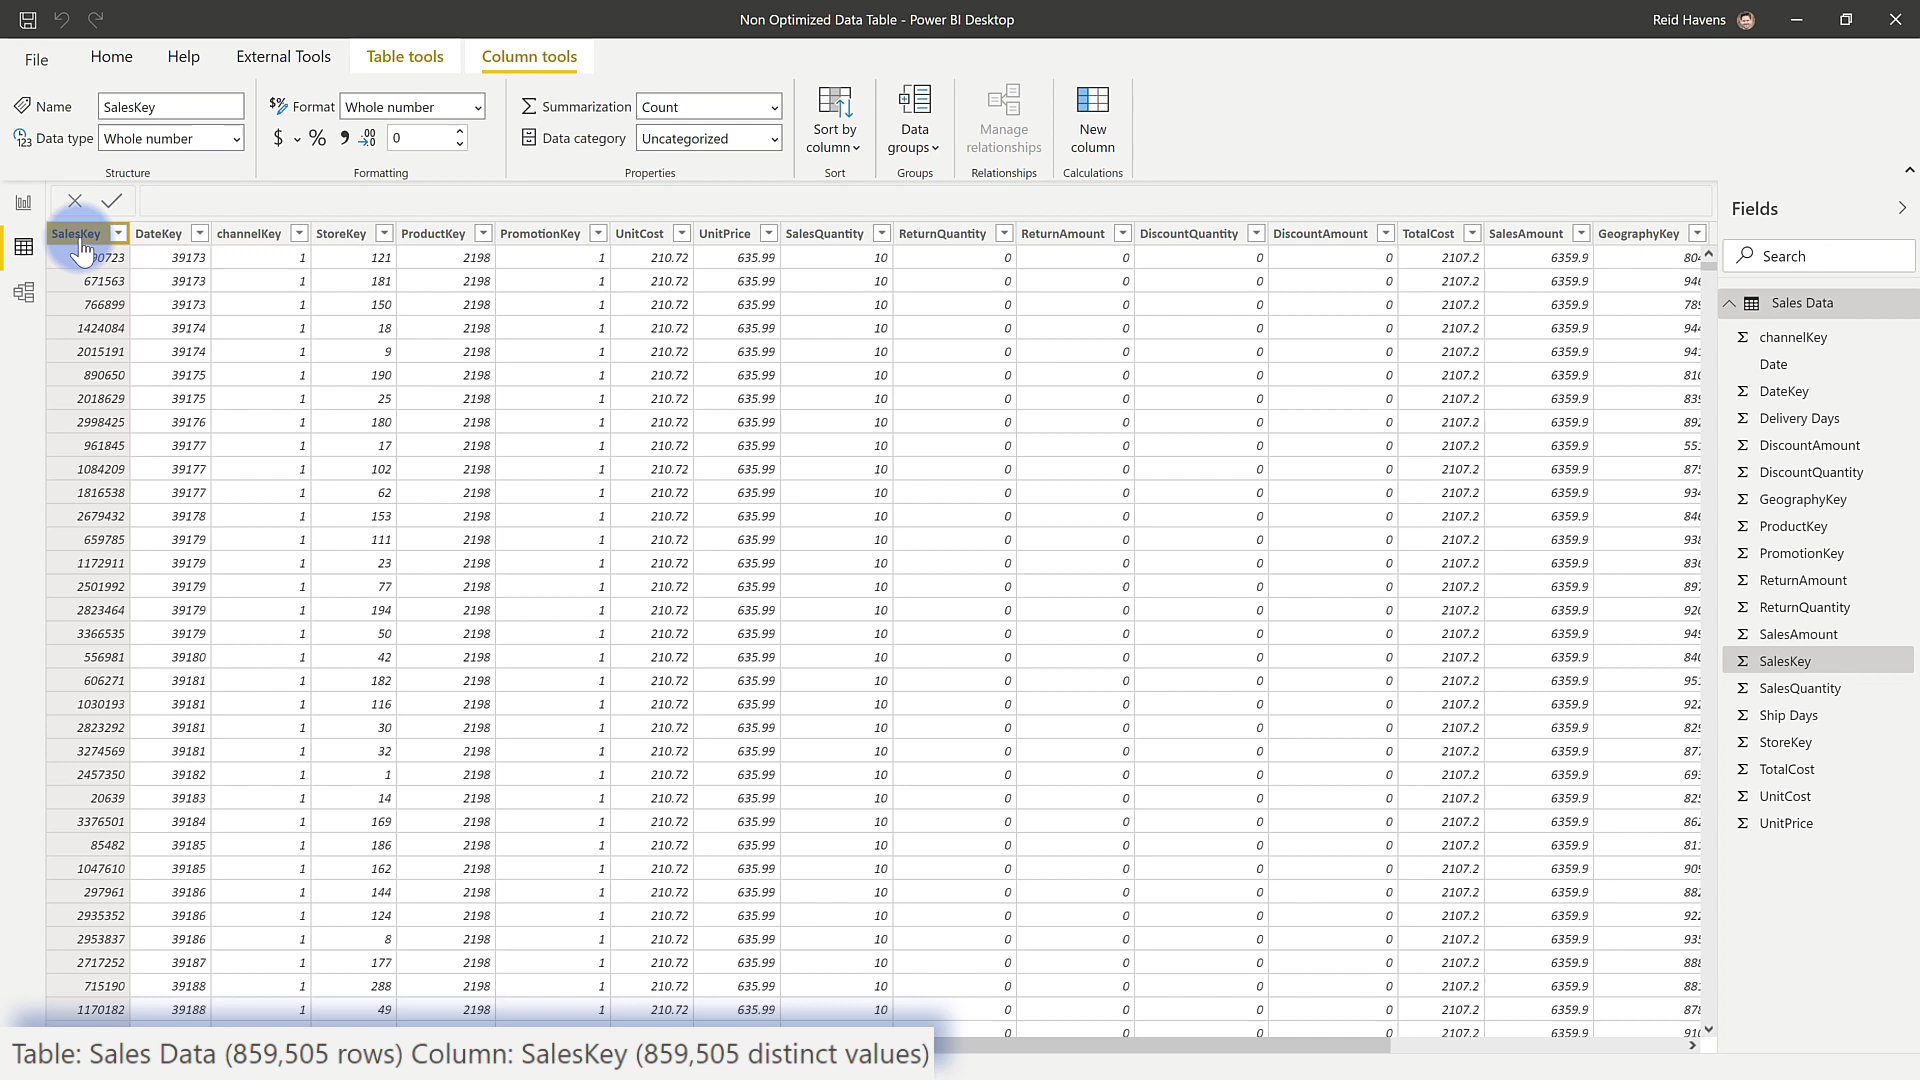 Non Optimized Data Table - Power BI Desktop
Reid Havens
File Home Help External Tools Table tools Column tools
Name SalesKey $% Format Whole number Summarization Count
Data type Whole number $ % , .00 0 Data category Uncategorized
Sort by column Data groups Manage relationships New column
Structure Formatting Properties Sort Groups Relationships Calculations
SalesKey DateKey channelKey StoreKey ProductKey PromotionKey UnitCost UnitPrice SalesQuantity ReturnQuantity ReturnAmount DiscountQuantity DiscountAmount TotalCost SalesAmount GeographyKey
39173 1 121 2198 1 210.72 635.99 10 0 0 0 0 2107.2 6359.9
671563 39173 1 181 2198 1 210.72 635.99 10 0 0 0 0 2107.2 6359.9
766899 39173 1 150 2198 1 210.72 635.99 10 0 0 0 0 2107.2 6359.9
1424084 39174 1 18 2198 1 210.72 635.99 10 0 0 0 0 2107.2 6359.9
2015191 39174 1 9 2198 1 210.72 635.99 10 0 0 0 0 2107.2 6359.9
890650 39175 1 190 2198 1 210.72 635.99 10 0 0 0 0 2107.2 6359.9
2018629 39175 1 25 2198 1 210.72 635.99 10 0 0 0 0 2107.2 6359.9
2998425 39176 1 180 2198 1 210.72 635.99 10 0 0 0 0 2107.2 6359.9
961845 39177 1 17 2198 1 210.72 635.99 10 0 0 0 0 2107.2 6359.9
1084209 39177 1 102 2198 1 210.72 635.99 10 0 0 0 0 2107.2 6359.9
1816538 39177 1 62 2198 1 210.72 635.99 10 0 0 0 0 2107.2 6359.9
2679432 39178 1 153 2198 1 210.72 635.99 10 0 0 0 0 2107.2 6359.9
659785 39179 1 111 2198 1 210.72 635.99 10 0 0 0 0 2107.2 6359.9
1172911 39179 1 23 2198 1 210.72 635.99 10 0 0 0 0 2107.2 6359.9
2501992 39179 1 77 2198 1 210.72 635.99 10 0 0 0 0 2107.2 6359.9
2823464 39179 1 194 2198 1 210.72 635.99 10 0 0 0 0 2107.2 6359.9
3366535 39179 1 50 2198 1 210.72 635.99 10 0 0 0 0 2107.2 6359.9
556981 39180 1 42 2198 1 210.72 635.99 10 0 0 0 0 2107.2 6359.9
606271 39181 1 182 2198 1 210.72 635.99 10 0 0 0 0 2107.2 6359.9
1030193 39181 1 116 2198 1 210.72 635.99 10 0 0 0 0 2107.2 6359.9
2823292 39181 1 30 2198 1 210.72 635.99 10 0 0 0 0 2107.2 6359.9
3274569 39181 1 32 2198 1 210.72 635.99 10 0 0 0 0 2107.2 6359.9
2457350 39182 1 1 2198 1 210.72 635.99 10 0 0 0 0 2107.2 6359.9
20639 39183 1 14 2198 1 210.72 635.99 10 0 0 0 0 2107.2 6359.9
3376501 39184 1 169 2198 1 210.72 635.99 10 0 0 0 0 2107.2 6359.9
85482 39185 1 186 2198 1 210.72 635.99 10 0 0 0 0 2107.2 6359.9
1047610 39185 1 162 2198 1 210.72 635.99 10 0 0 0 0 2107.2 6359.9
297961 39186 1 144 2198 1 210.72 635.99 10 0 0 0 0 2107.2 6359.9
2935352 39186 1 124 2198 1 210.72 635.99 10 0 0 0 0 2107.2 6359.9
2953837 39186 1 8 2198 1 210.72 635.99 10 0 0 0 0 2107.2 6359.9
2717252 39187 1 177 2198 1 210.72 635.99 10 0 0 0 0 2107.2 6359.9
715190 39188 1 288 2198 1 210.72 635.99 10 0 0 0 0 2107.2 6359.9
1170182 39188 1 49 2198 1 210.72 635.99 10 0 0 0 0 2107.2 6359.9
0 0 0 0 2107.2 6359.9
Table: Sales Data (859,505 rows) Column: SalesKey (859,505 distinct values)
Fields
Search
Sales Data
channelKey
Date
DateKey
Delivery Days
DiscountAmount
DiscountQuantity
GeographyKey
ProductKey
PromotionKey
ReturnAmount
ReturnQuantity
SalesAmount
SalesKey
SalesQuantity
Ship Days
StoreKey
TotalCost
UnitCost
UnitPrice